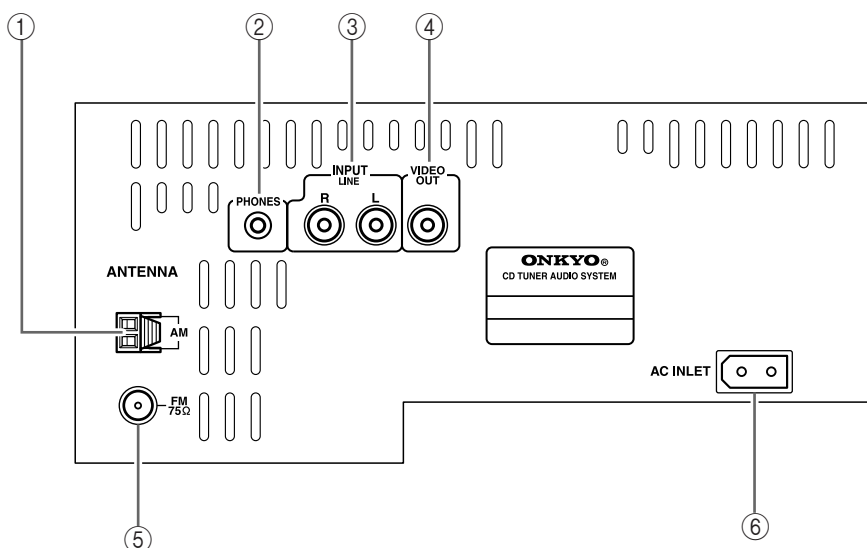 ① ② ③ ④
INPUT
LINE
VIDEO
OUT
PHONES
R L
ANTENNA
ONKYO®
CD TUNER AUDIO SYSTEM
AM
AC INLET
FM
75Ω
⑤ ⑥